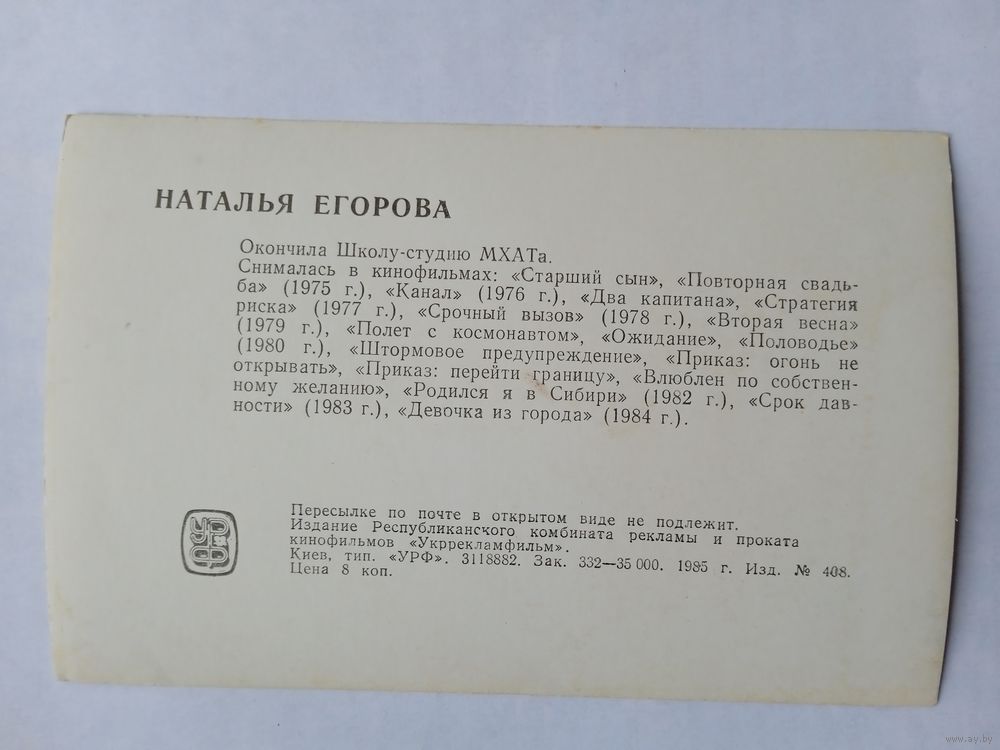 НАТАЛЬЯ ЕГОРОВА
Окончила Школу-студию МХАТа.
Снималась в кинофильмах: «Старший сын», «Повторная свадь-
ба» (1975 г.), «Канал» (1976 г.), «Два капитана», «Стратегия
риска» (1977 г.), «Срочный вызов» (1978 г.), «Вторая весна»
(1979 г.), «Полет с космонавтом», «Ожидание», «Половодье»
(1980 г.), «Штормовое предупреждение», «Приказ: огонь не
открывать», «Приказ: перейти границу», «Влюблен по собствен-
ному желанию», «Родился я в Сибири» (1982 г.), «Срок дав-
ности» (1983 г.), «Девочка из города» (1984 г.).
Пересылке по почте в открытом виде не подлежит.
Издание Республиканского комбината рекламы и проката
кинофильмов «Укррекламфильм».
Киев, тип. «УРФ». 3118882. Зак. 332—35 000. 1985 г. Изд. № 408.
Цена 8 коп.
www.ay.by